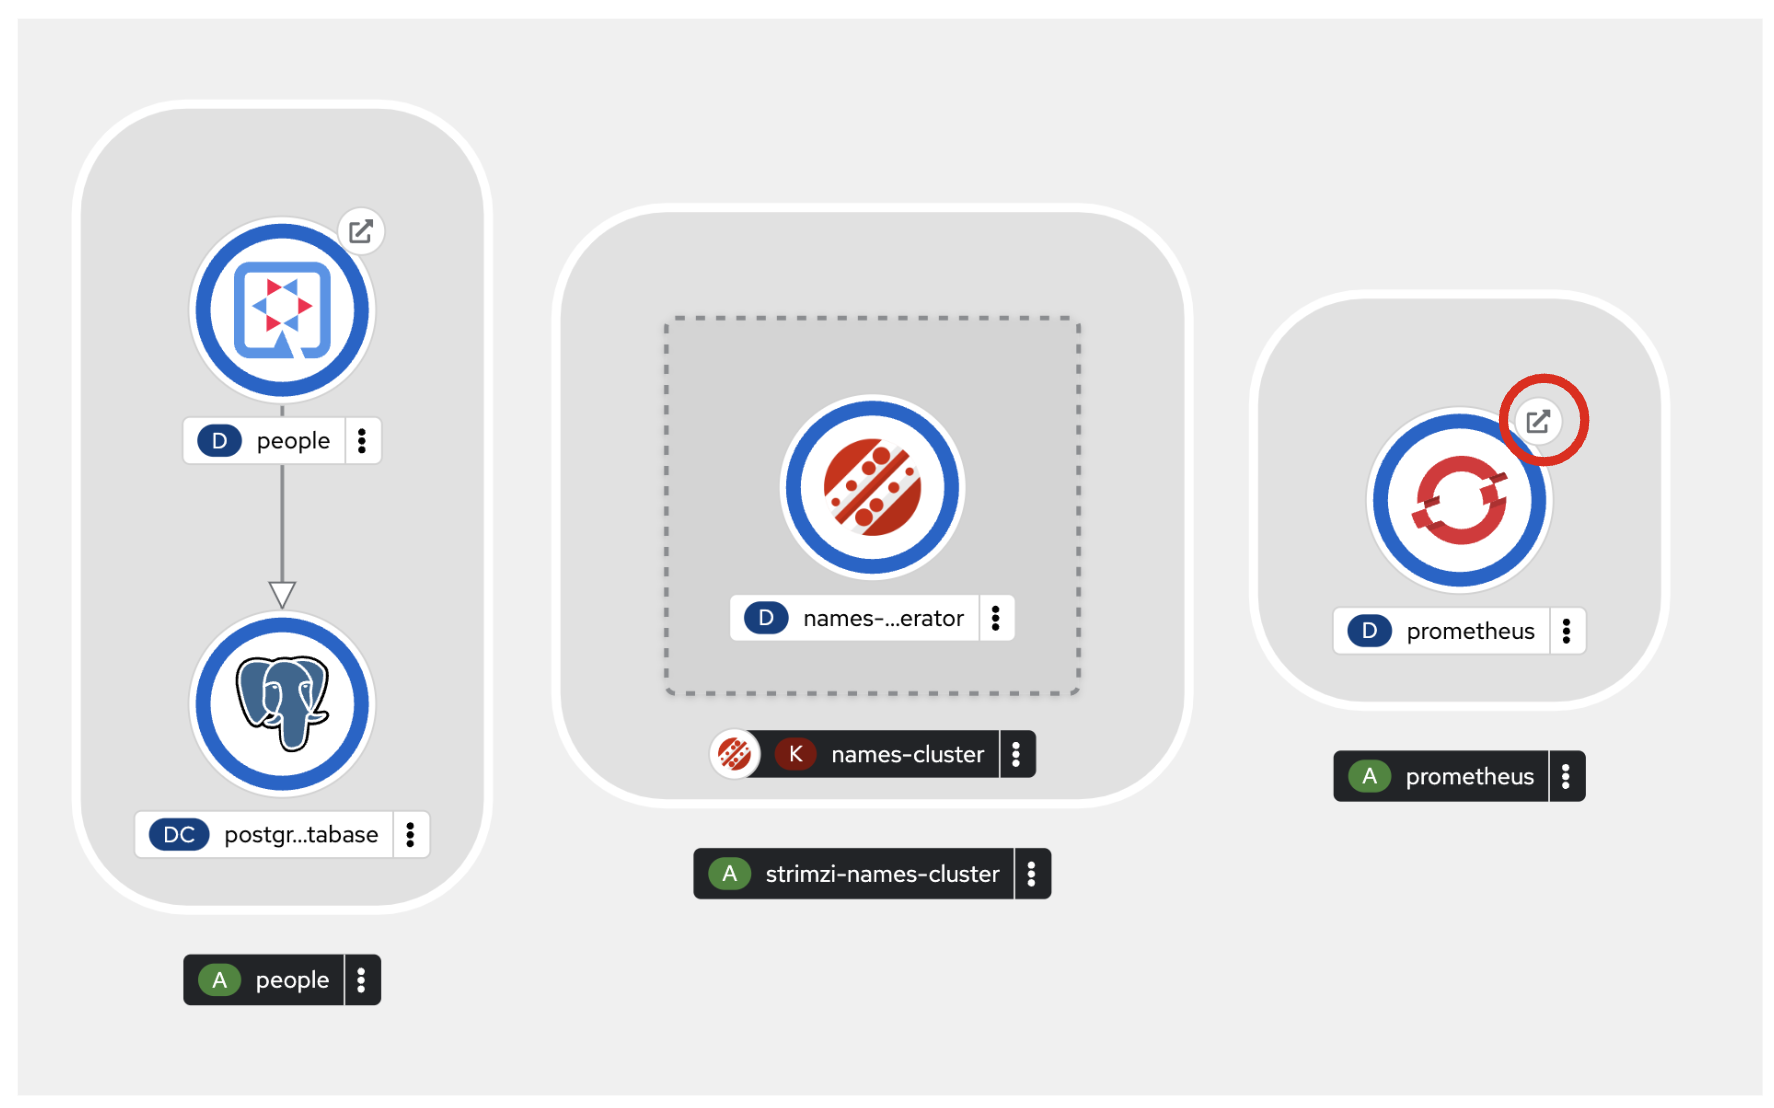 D people
DC postgr...tabase
A people
D names-...erator
K names-cluster
A strimzi-names-cluster
D prometheus
A prometheus